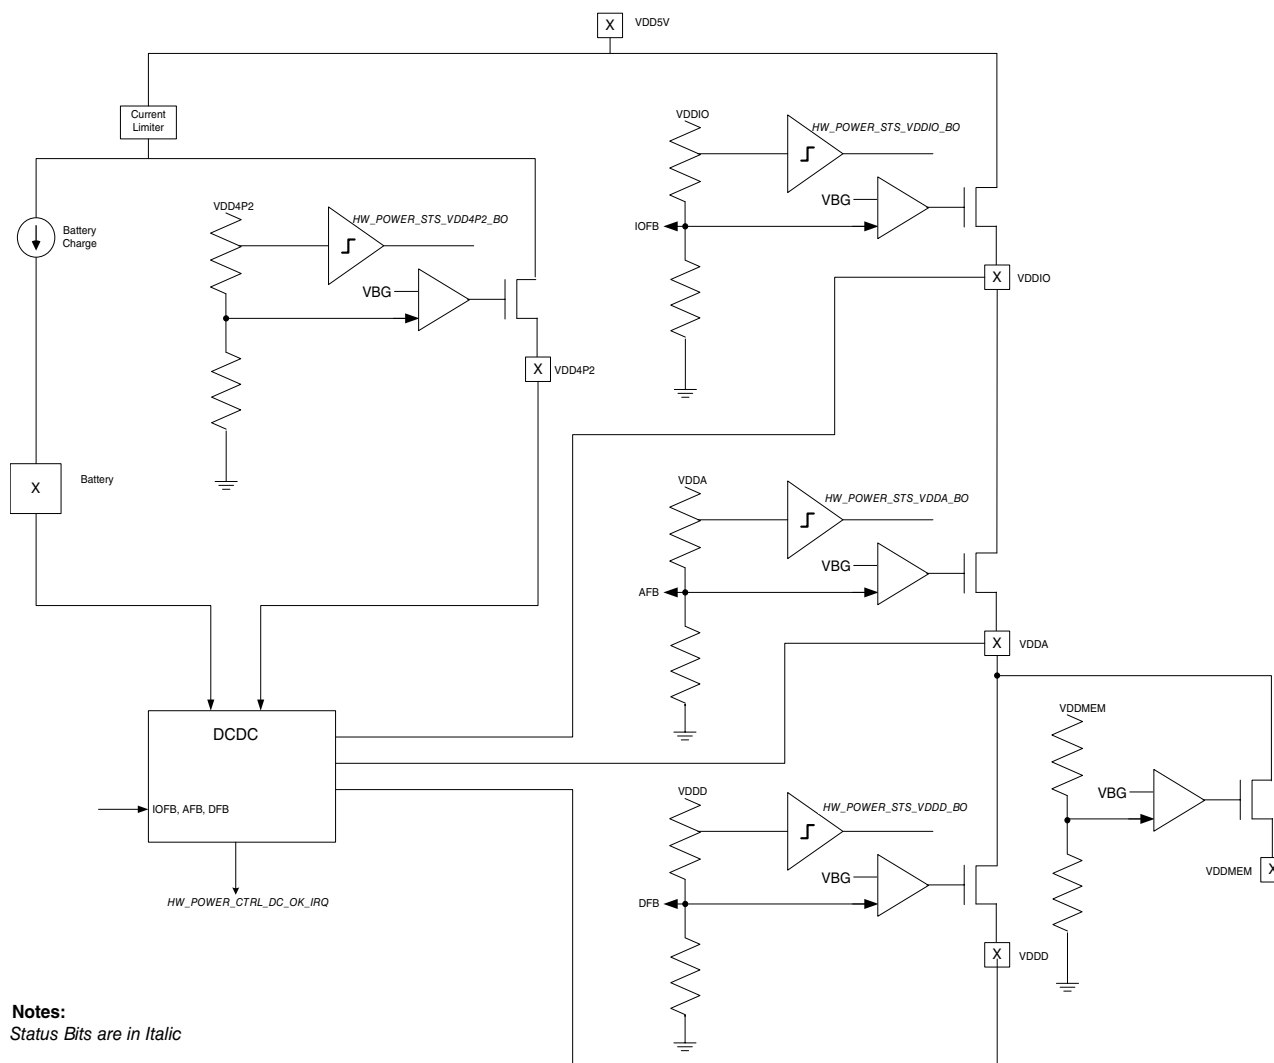 X
VDD5V
Current
Limiter
VDDIO
HW_POWER_STS_VDDIO_BO
VBG
IOFB
X
VDDIO
VDD4P2
HW_POWER_STS_VDD4P2_BO
Battery
Charge
VBG
X
VDD4P2
X
Battery
VDDA
HW_POWER_STS_VDDA_BO
VBG
AFB
X
VDDA
DCDC
IOFB, AFB, DFB
HW_POWER_CTRL_DC_OK_IRQ
VDDMEM
VBG
VDDMEM
X
VDDD
HW_POWER_STS_VDDD_BO
VBG
DFB
X
VDDD
Notes:
Status Bits are in Italic